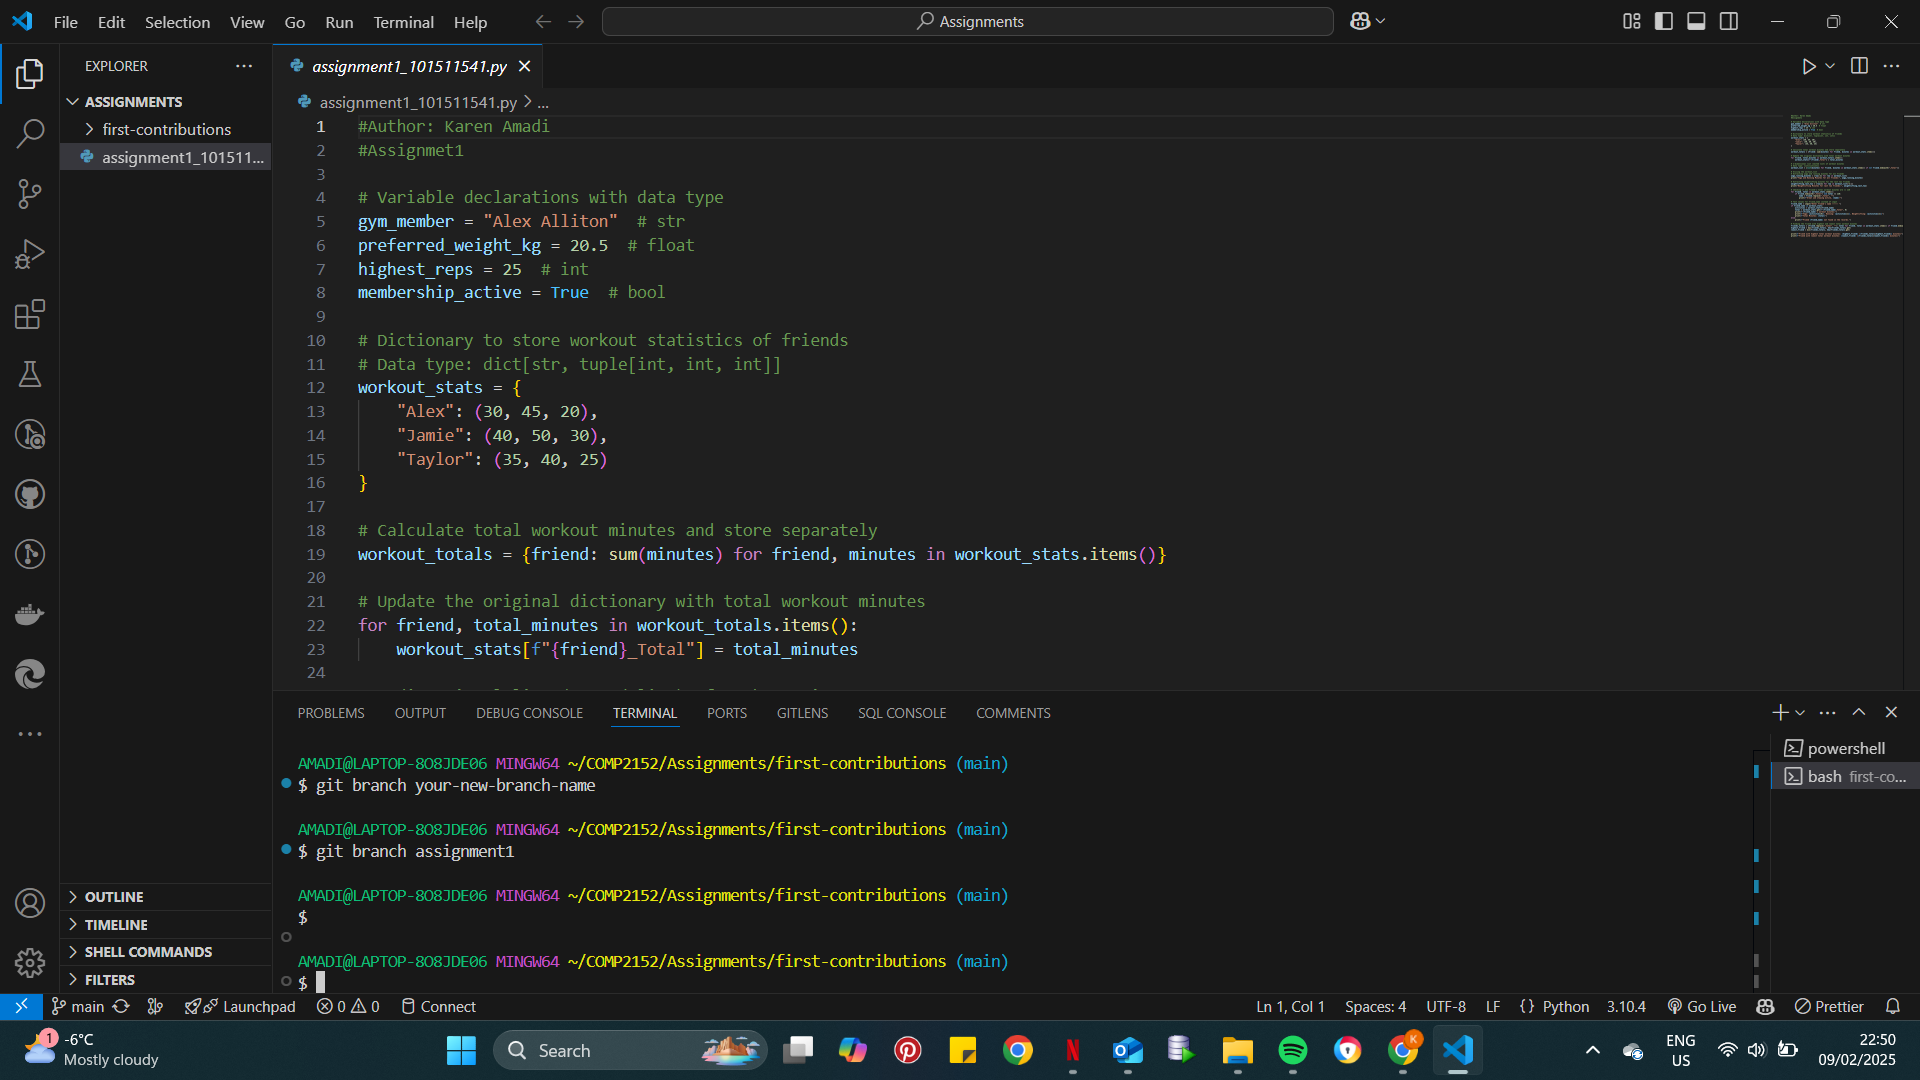 File Edit Selection View Go Run Terminal Help
Assignments
EXPLORER
ASSIGNMENTS
first-contributions
assignment1_101511...
assignment1_101511541.py
assignment1_101511541.py > ...
1 #Author: Karen Amadi
2 #Assignmet1
3
4 # Variable declarations with data type
5 gym_member = "Alex Alliton"  # str
6 preferred_weight_kg = 20.5  # float
7 highest_reps = 25  # int
8 membership_active = True  # bool
9
10 # Dictionary to store workout statistics of friends
11 # Data type: dict[str, tuple[int, int, int]]
12 workout_stats = {
13     "Alex": (30, 45, 20),
14     "Jamie": (40, 50, 30),
15     "Taylor": (35, 40, 25)
16 }
17
18 # Calculate total workout minutes and store separately
19 workout_totals = {friend: sum(minutes) for friend, minutes in workout_stats.items()}
20
21 # Update the original dictionary with total workout minutes
22 for friend, total_minutes in workout_totals.items():
23     workout_stats[f"{friend}_Total"] = total_minutes
24
PROBLEMS OUTPUT DEBUG CONSOLE TERMINAL PORTS GITLENS SQL CONSOLE COMMENTS
powershell
bash first-co...
AMADI@LAPTOP-8O8JDE06 MINGW64 ~/COMP2152/Assignments/first-contributions (main)
$ git branch your-new-branch-name
AMADI@LAPTOP-8O8JDE06 MINGW64 ~/COMP2152/Assignments/first-contributions (main)
$ git branch assignment1
AMADI@LAPTOP-8O8JDE06 MINGW64 ~/COMP2152/Assignments/first-contributions (main)
$
AMADI@LAPTOP-8O8JDE06 MINGW64 ~/COMP2152/Assignments/first-contributions (main)
$
OUTLINE
TIMELINE
SHELL COMMANDS
FILTERS
main Launchpad 0 0 Connect Ln 1, Col 1 Spaces: 4 UTF-8 LF {} Python 3.10.4 Go Live Prettier
1
-6°C
Mostly cloudy
Search
K
ENG
US
22:50
09/02/2025